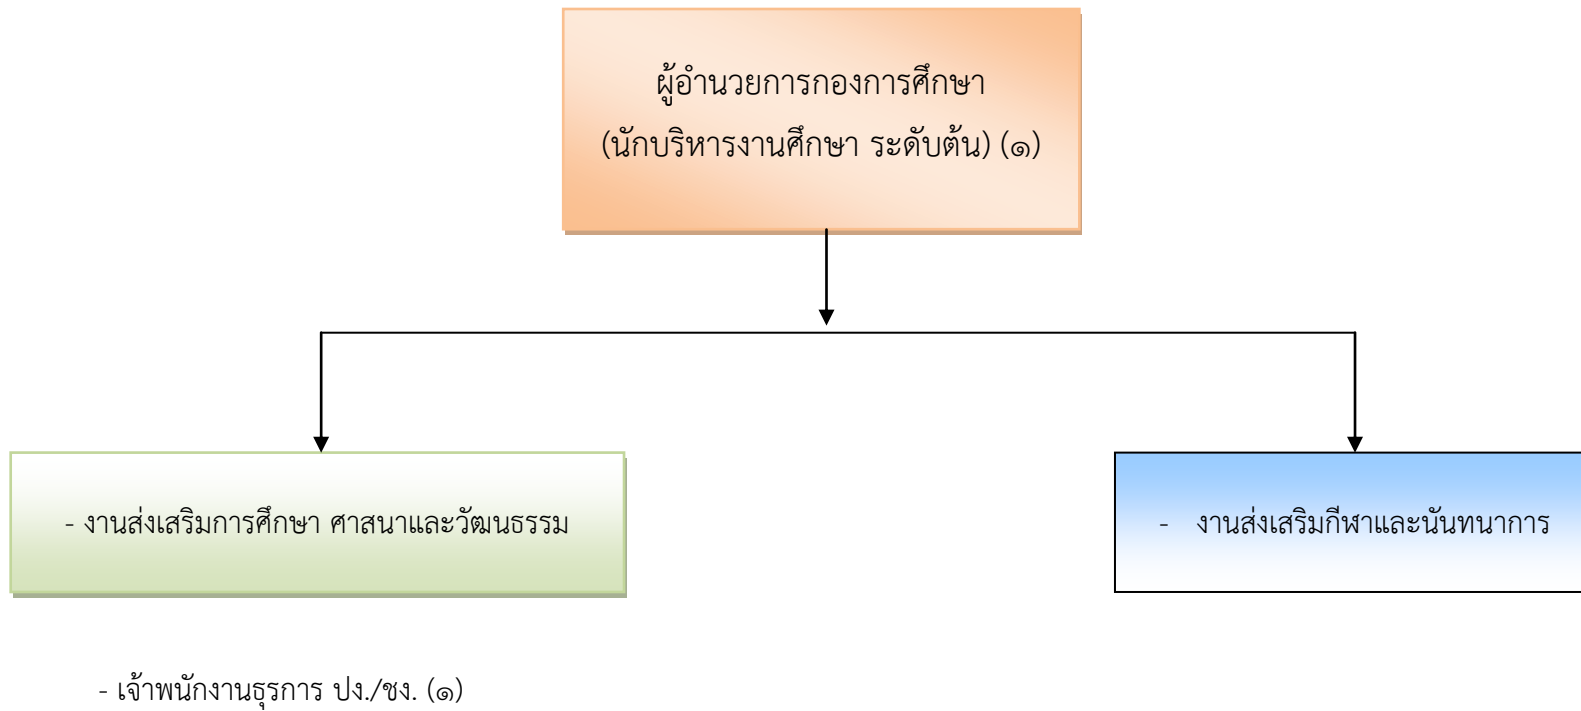 ผู้อำนวยการกองการศึกษา
(นักบริหารงานศึกษา ระดับต้น) (๑)
- งานส่งเสริมการศึกษา ศาสนาและวัฒนธรรม
- งานส่งเสริมกีฬาและนันทนาการ
- เจ้าพนักงานธุรการ ปง./ชง. (๑)